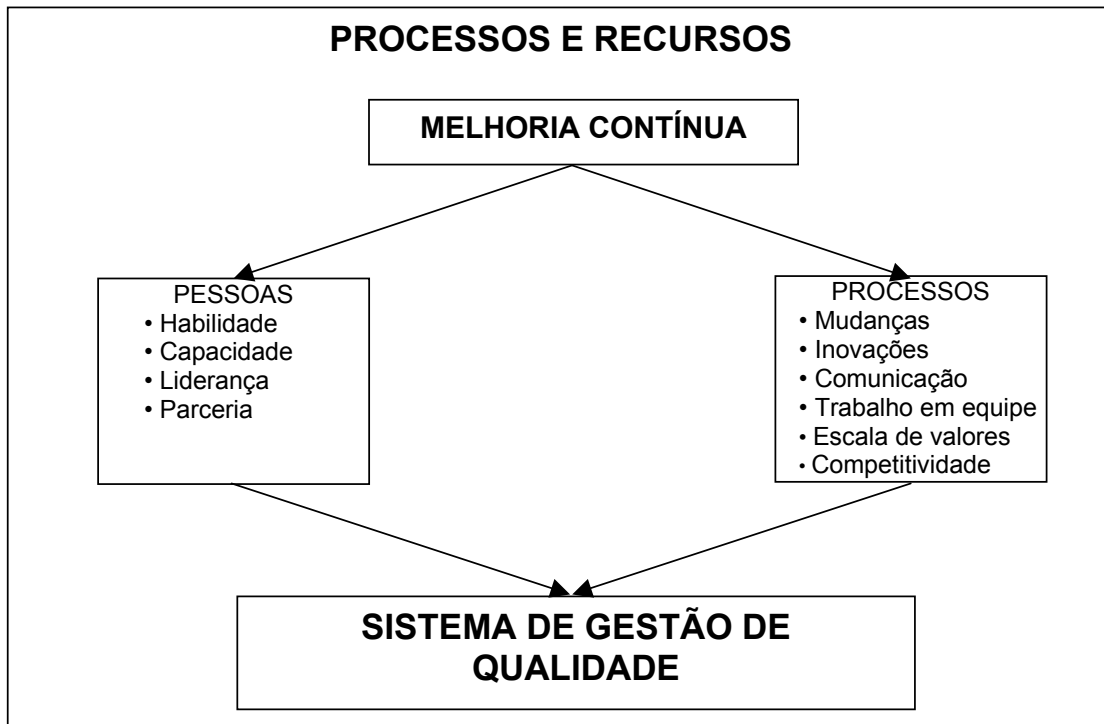 PROCESSOS E RECURSOS
MELHORIA CONTÍNUA
PESSOAS
• Habilidade
• Capacidade
• Liderança
• Parceria
PROCESSOS
• Mudanças
• Inovações
• Comunicação
• Trabalho em equipe
• Escala de valores
• Competitividade
SISTEMA DE GESTÃO DE
QUALIDADE